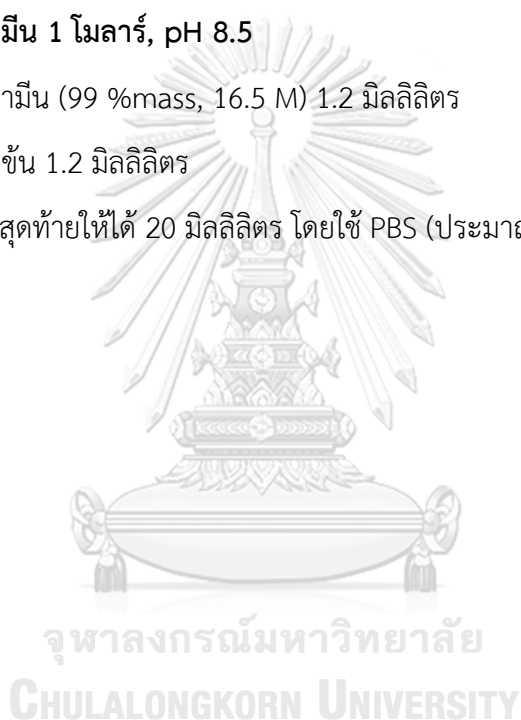 มีน 1 โมลาร์, pH 8.5
ามีน (99 %mass, 16.5 M) 1.2 มิลลิลิตร
ข้น 1.2 มิลลิลิตร
สุดท้ายให้ได้ 20 มิลลิลิตร โดยใช้ PBS (ประมาณ
จุฬาลงกรณ์มหาวิทยาลัย
CHULALONGKORN UNIVERSITY